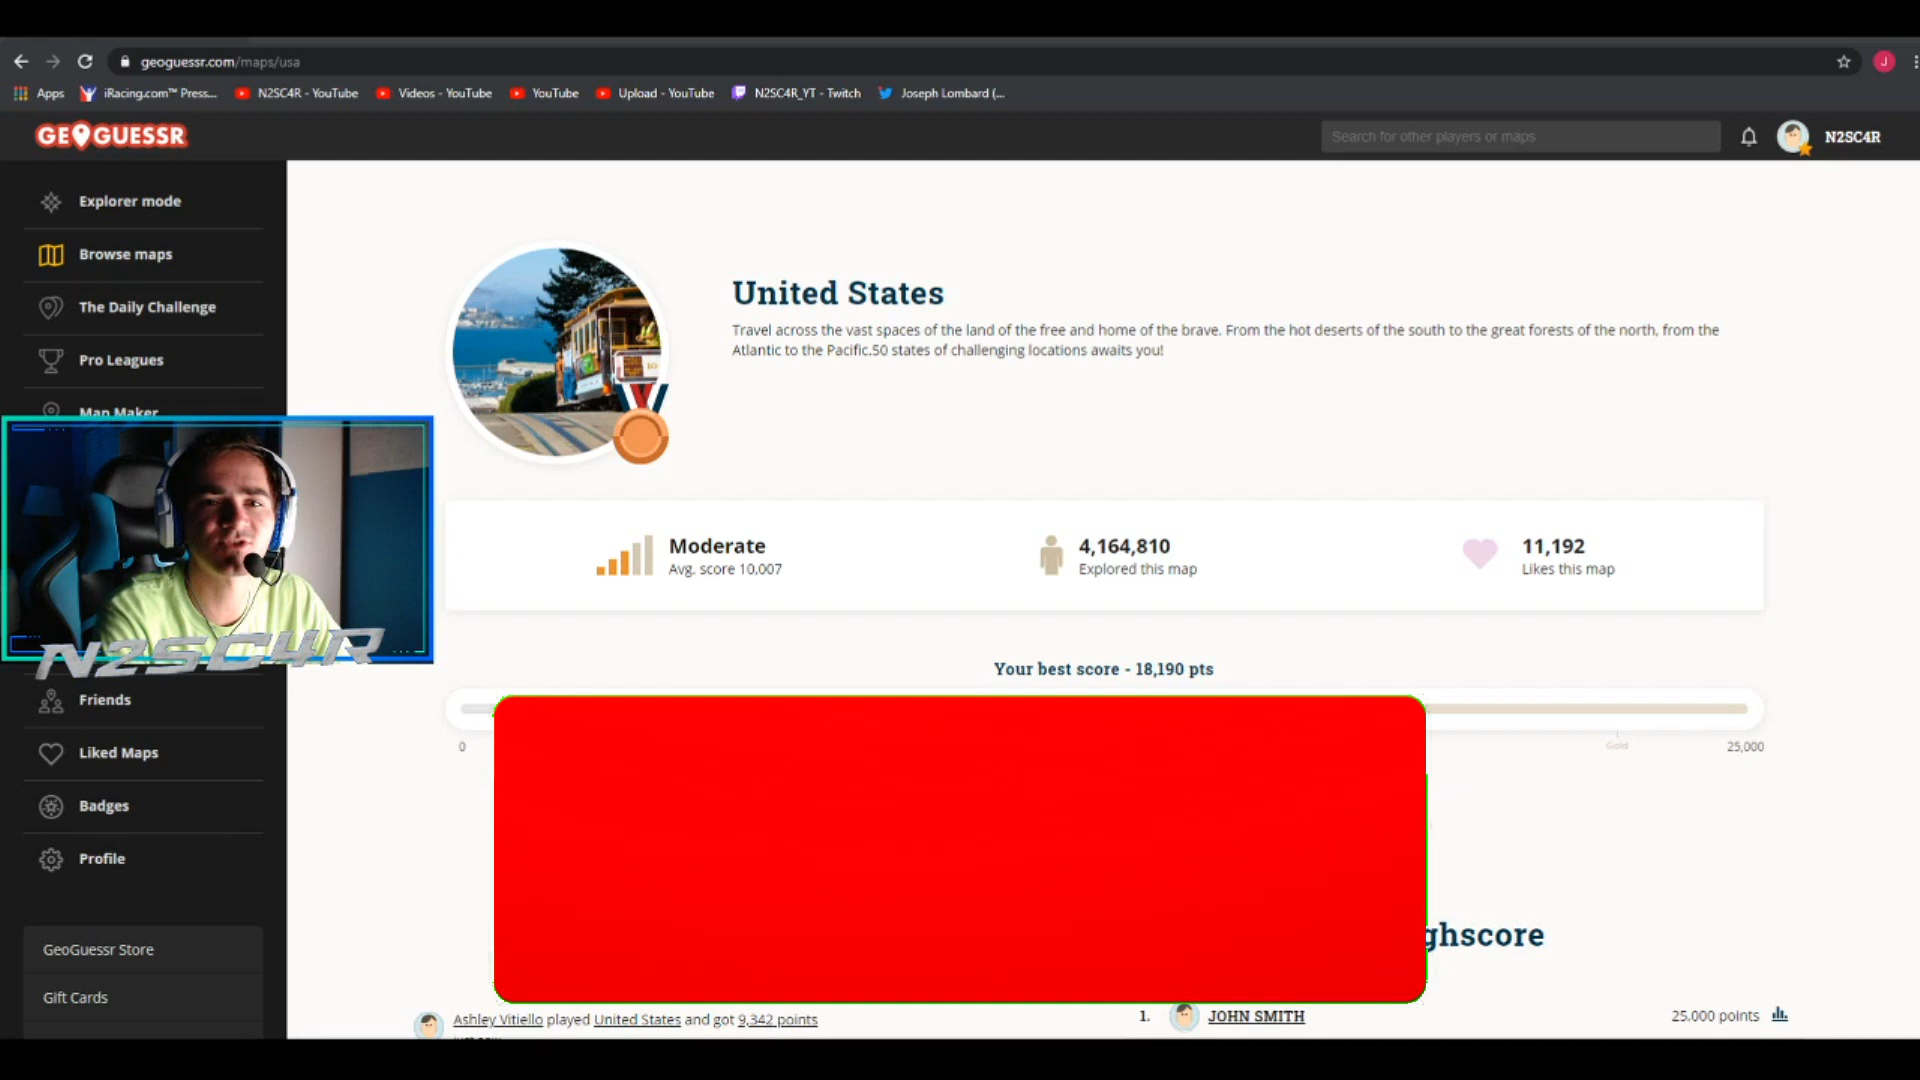 geoguessr.com/maps/usa
J
Apps
iRacing.com™ Press...
N2SC4R - YouTube
Videos - YouTube
YouTube
Upload - YouTube
N2SC4R_YT - Twitch
Joseph Lombard (...
GEOGUESSR
Search for other players or maps
N2SC4R
Explorer mode
Browse maps
The Daily Challenge
Pro Leagues
Map Maker
N2SC4R
Friends
Liked Maps
Badges
Profile
GeoGuessr Store
Gift Cards
United States
Travel across the vast spaces of the land of the free and home of the brave. From the hot deserts of the south to the great forests of the north, from the
Atlantic to the Pacific.50 states of challenging locations awaits you!
10
Moderate
Avg. score 10,007
4,164,810
Explored this map
11,192
Likes this map
Your best score - 18,190 pts
0
Gold
25,000
ghscore
Ashley Vitiello played United States and got 9,342 points
1.
JOHN SMITH
25,000 points